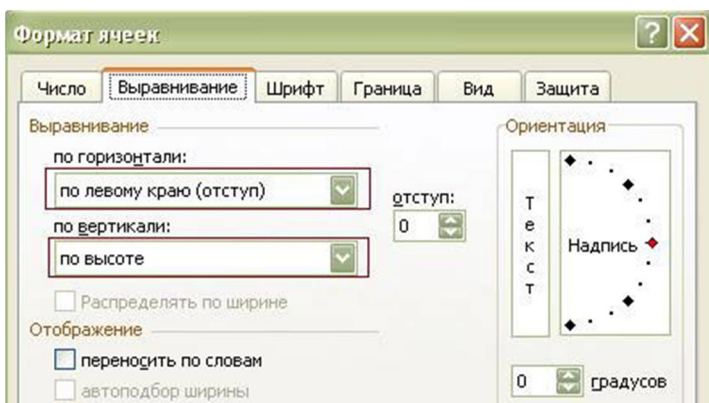 Формат ячеек
Число Выравнивание Шрифт Граница Вид Защита
Выравнивание
по горизонтали:
по левому краю (отступ)
отступ:
0
по вертикали:
по высоте
Распределять по ширине
Отображение
переносить по словам
автоподбор ширины
Ориентация
Текст
Надпись
0 градусов